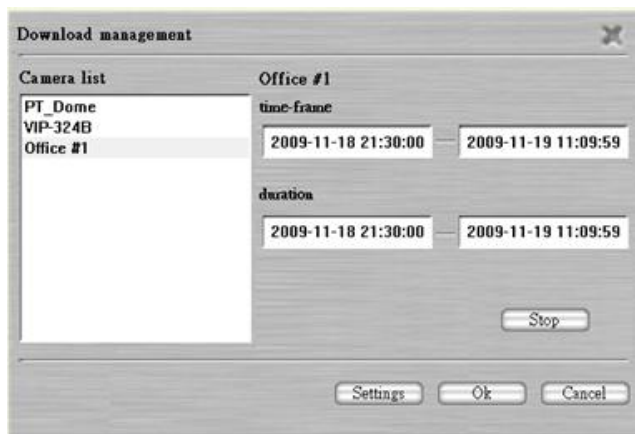 Download management
Camera list
PT_Dome
VIP-324B
Office #1
Office #1
time-frame
2009-11-18 21:30:00 — 2009-11-19 11:09:59
duration
2009-11-18 21:30:00 — 2009-11-19 11:09:59
Stop
Settings Ok Cancel